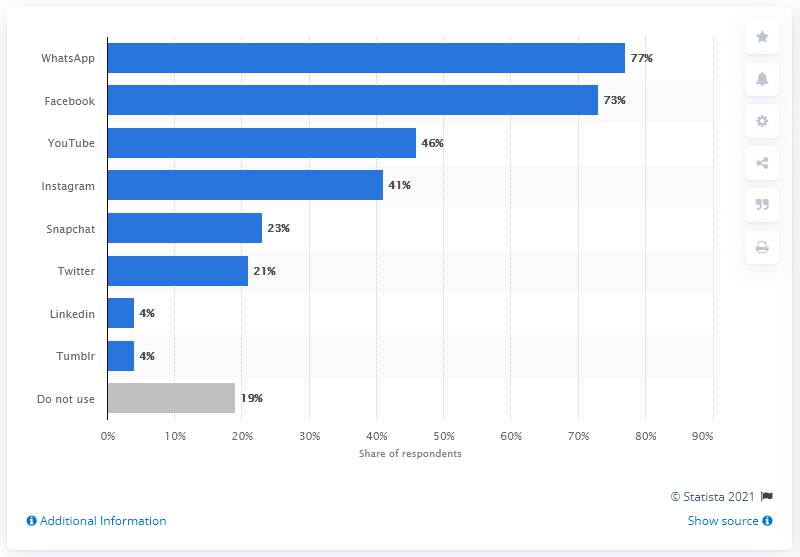 WhatsApp 77%
Facebook 73%
YouTube 46%
Instagram 41%
Snapchat 23%
Twitter 21%
Linkedin 4%
Tumblr 4%
Do not use 19%
0% 10% 20% 30% 40% 50% 60% 70% 80% 90%
Share of respondents
© Statista 2021
Additional Information Show source